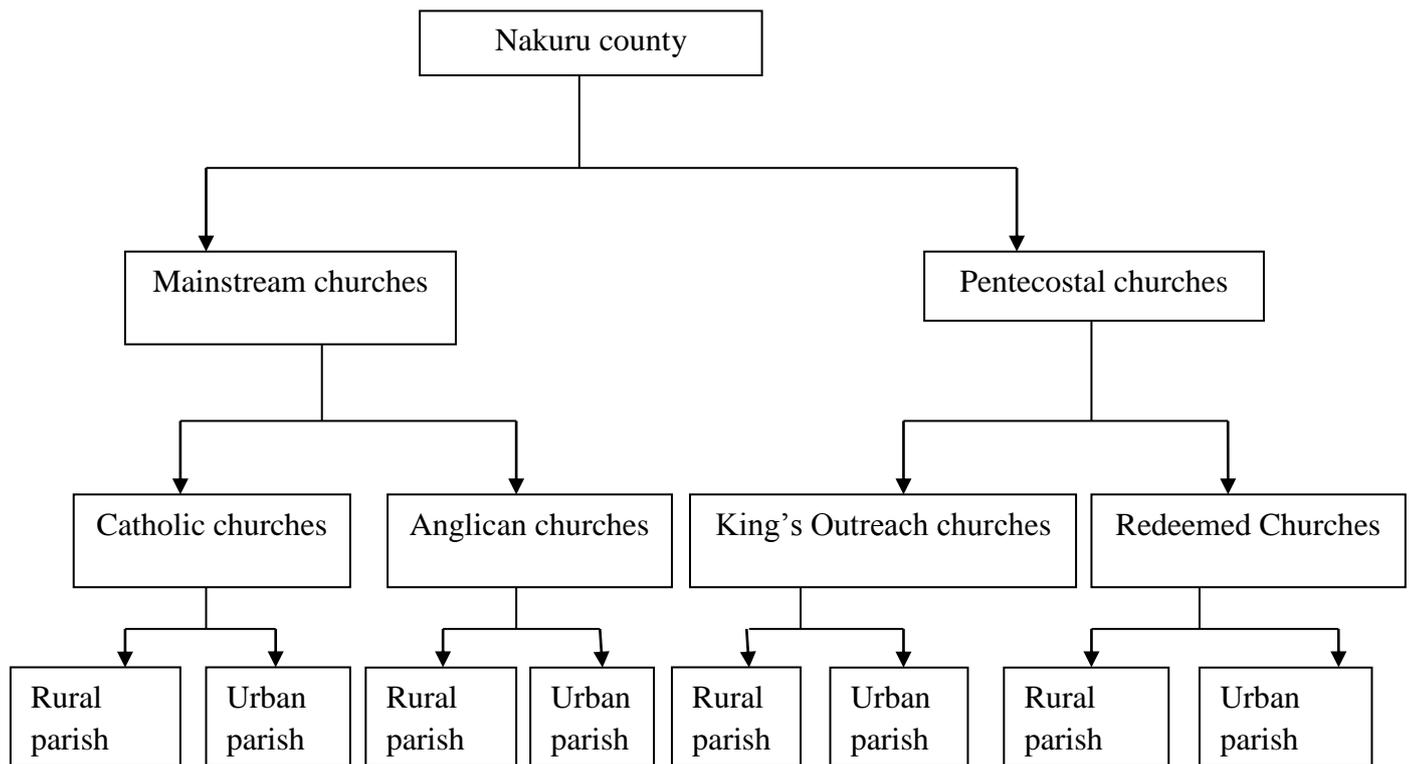 Nakuru county
Mainstream churches
Pentecostal churches
Catholic churches
Anglican churches
King’s Outreach churches
Redeemed Churches
Rural
parish
Urban
parish
Rural
parish
Urban
parish
Rural
parish
Urban
parish
Rural
parish
Urban
parish